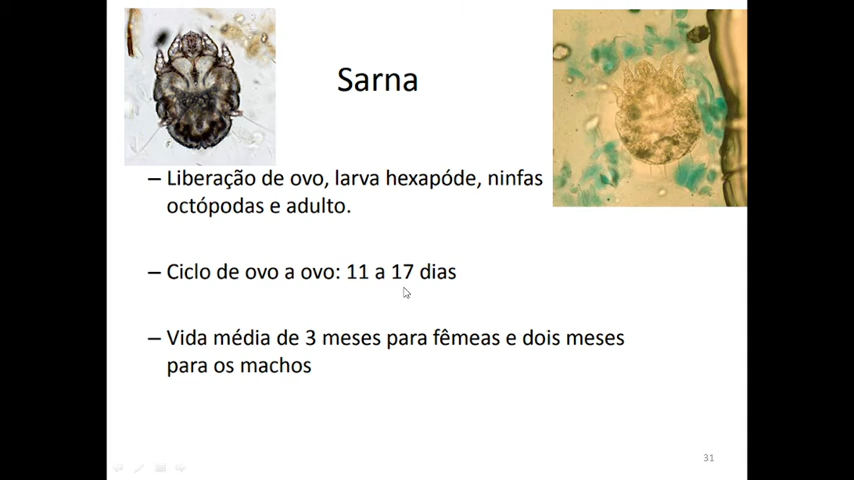 Sarna
– Liberação de ovo, larva hexapóde, ninfas
octópodas e adulto.
– Ciclo de ovo a ovo: 11 a 17 dias
– Vida média de 3 meses para fêmeas e dois meses
para os machos
31